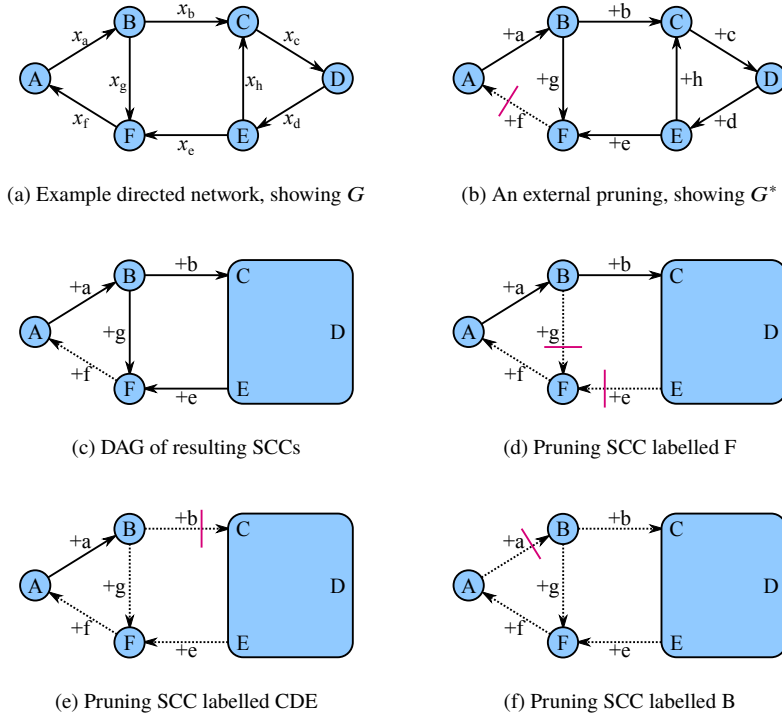 B x_b C B +b C
x_a x_c +a +c
A x_g x_h D A +g +h D
x_f x_d +f +d
F x_e E F +e E
(a) Example directed network, showing G (b) An external pruning, showing G*
B +b C B +b C
+a +a
A +g D A +g D
+f +f
F +e E F +e E
(c) DAG of resulting SCCs (d) Pruning SCC labelled F
B +b C B +b C
+a +a
A +g D A +g D
+f +f
F +e E F +e E
(e) Pruning SCC labelled CDE (f) Pruning SCC labelled B